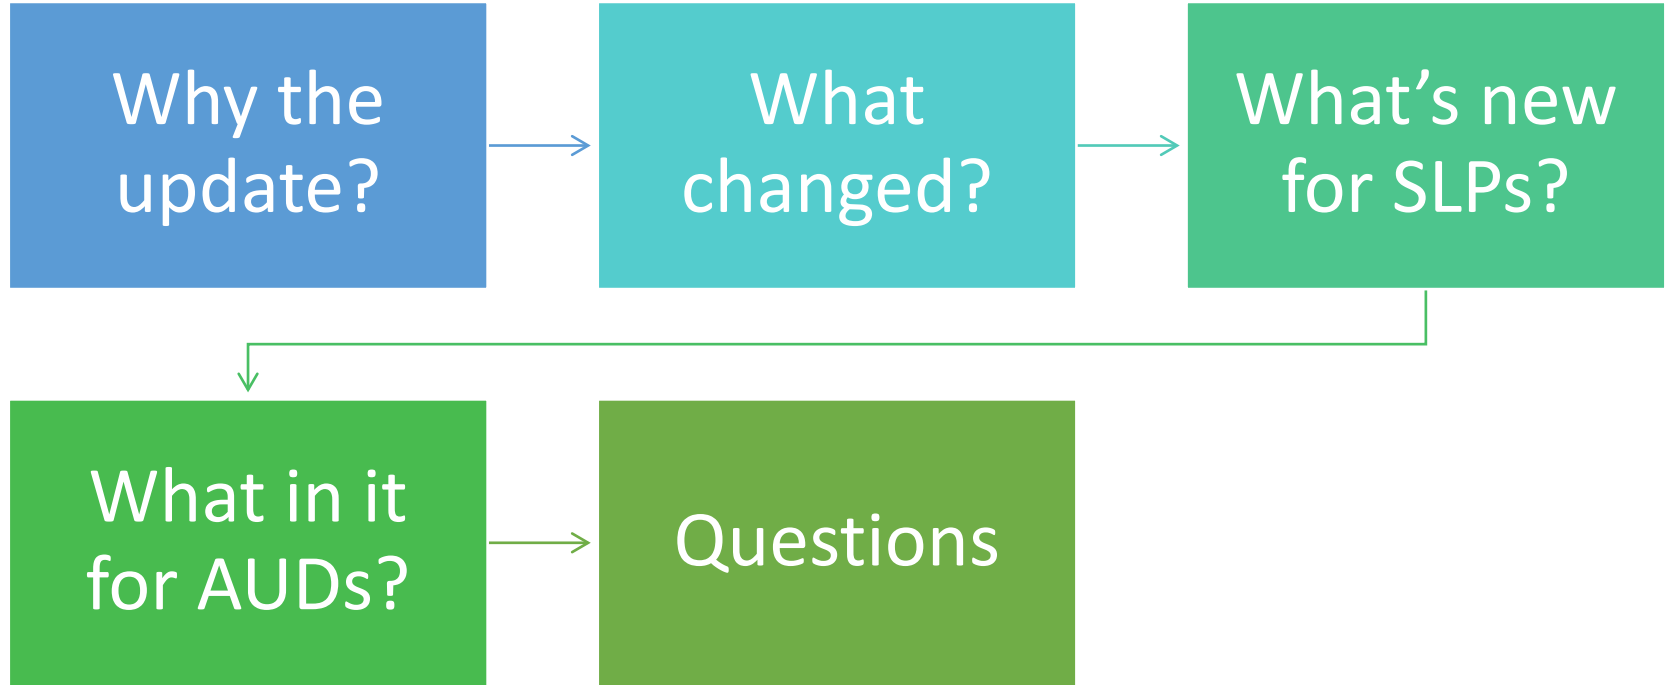 Why the
update?
What
changed?
What’s new
for SLPs?
What in it
for AUDs?
Questions